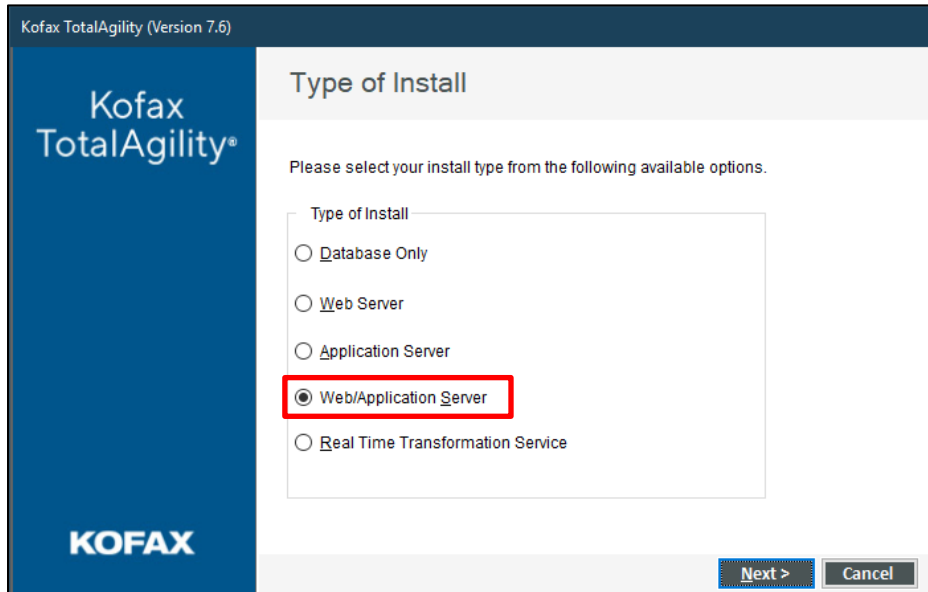 Kofax TotalAgility (Version 7.6)
Kofax
TotalAgility®
Type of Install
Please select your install type from the following available options.
Type of Install
Database Only
Web Server
Application Server
Web/Application Server
Real Time Transformation Service
KOFAX
Next >
Cancel